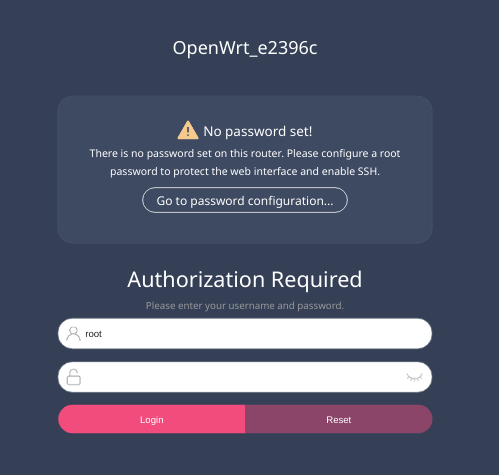 OpenWrt_e2396c
No password set!
There is no password set on this router. Please configure a root
password to protect the web interface and enable SSH.
Go to password configuration...
Authorization Required
Please enter your username and password.
root
Login Reset